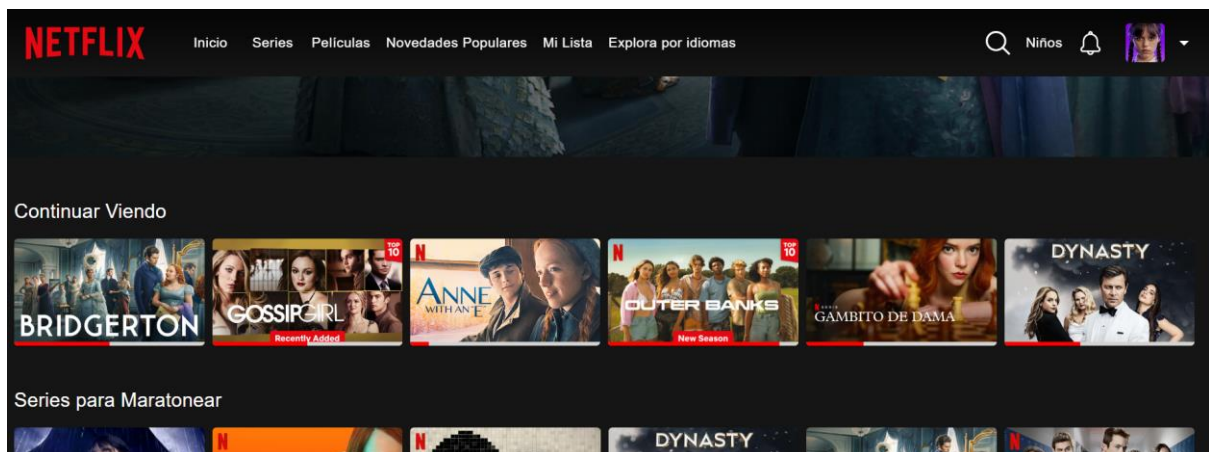 NETFLIX Inicio Series Películas Novedades Populares Mi Lista Explora por idiomas Niños
Continuar Viendo
BRIDGERTON
TOP 10
GOSSIP GIRL
Recently Added
N
ANNE
WITH AN "E"
N
TOP 10
OUTER BANKS
New Season
N SERIE
GAMBITO DE DAMA
DYNASTY
Series para Maratonear
N
N
DYNASTY
N